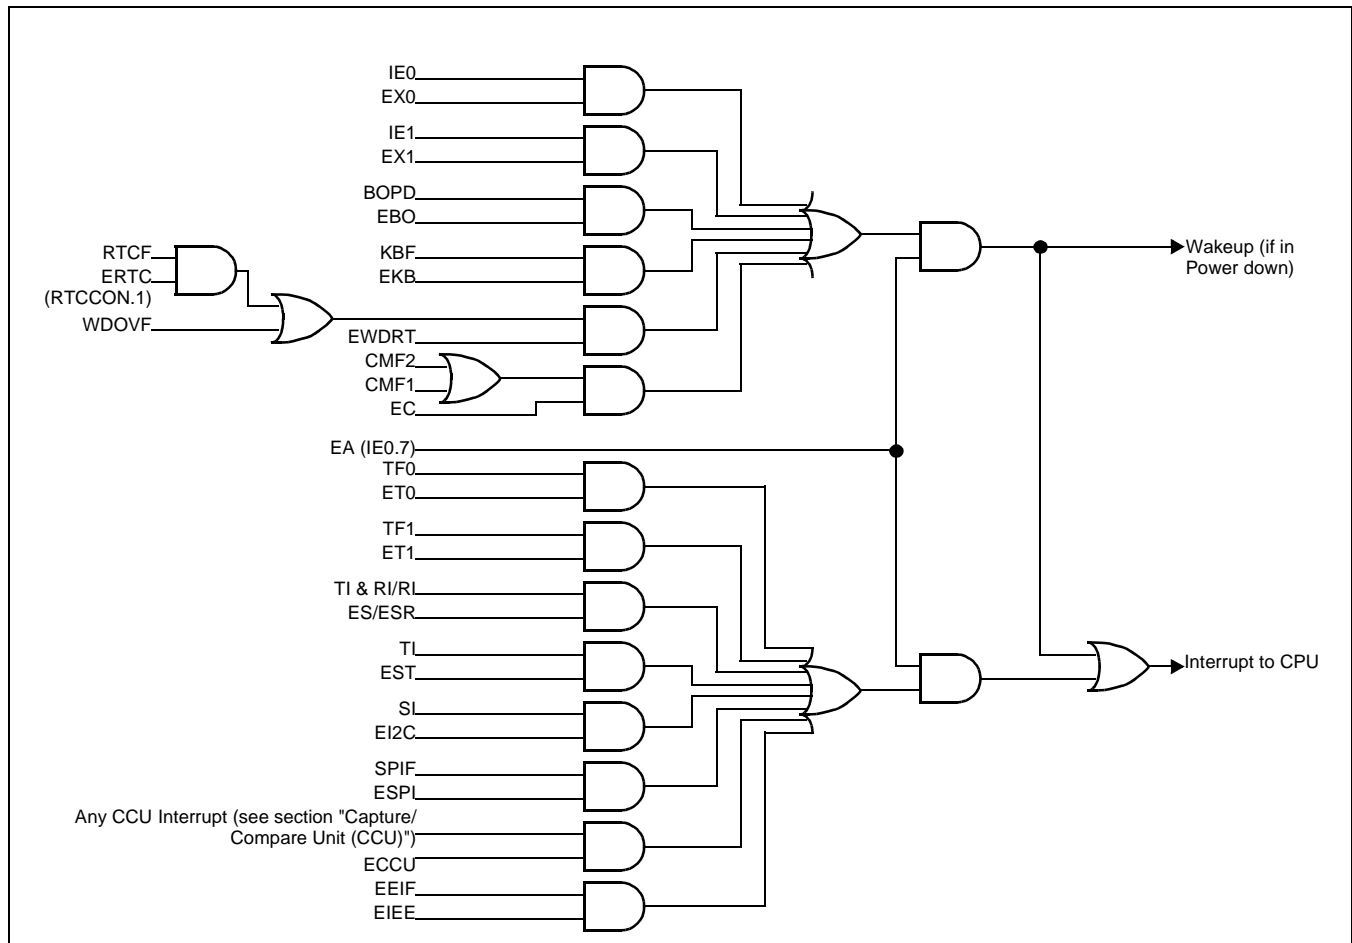 IE0
EX0
IE1
EX1
BOPD
EBO
KBF
EKB
RTCF
ERTC
(RTCCON.1)
WDOVF
EWDRT
CMF2
CMF1
EC
EA (IE0.7)
TF0
ET0
TF1
ET1
TI & RI/RI
ES/ESR
TI
EST
SI
EI2C
SPIF
ESPI
Any CCU Interrupt (see section "Capture/
Compare Unit (CCU)")
ECCU
EEIF
EIEE
Wakeup (if in
Power down)
Interrupt to CPU